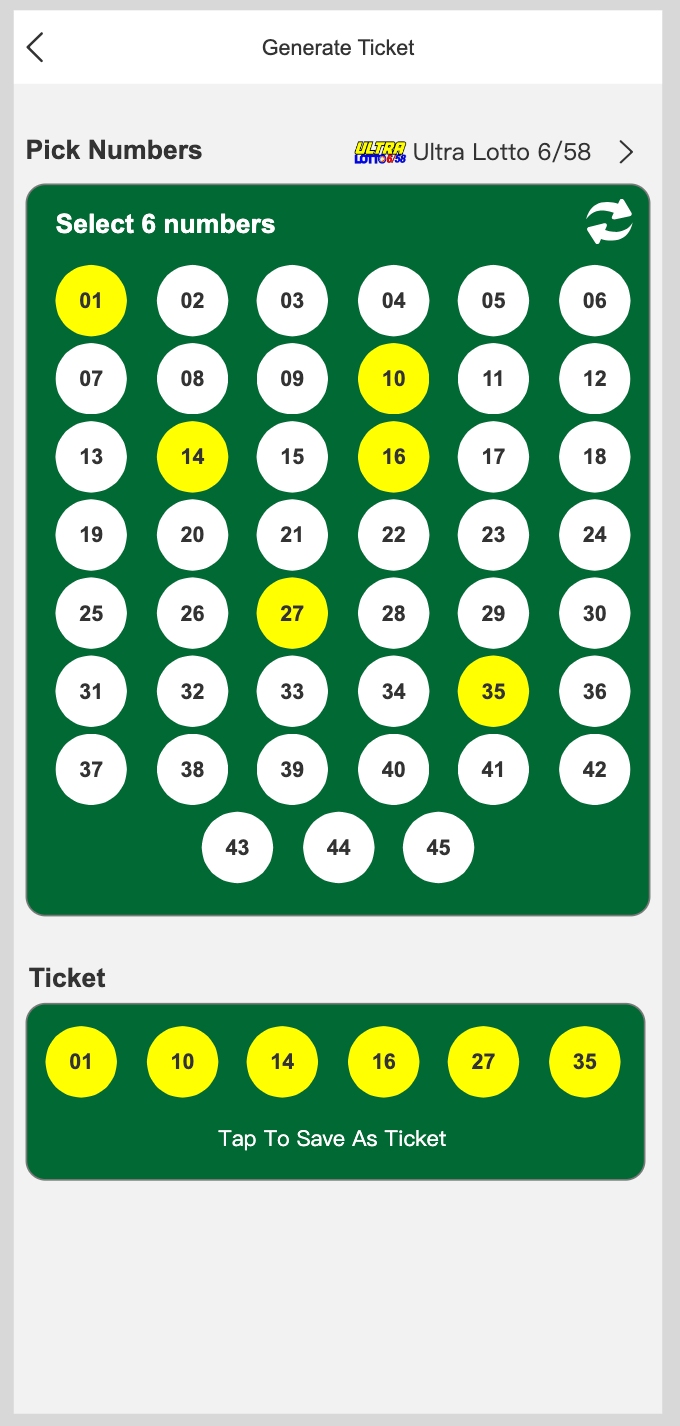 Generate Ticket
Pick Numbers ULTRA LOTTO 6/58 Ultra Lotto 6/58
Select 6 numbers
01 02 03 04 05 06
07 08 09 10 11 12
13 14 15 16 17 18
19 20 21 22 23 24
25 26 27 28 29 30
31 32 33 34 35 36
37 38 39 40 41 42
43 44 45
Ticket
01 10 14 16 27 35
Tap To Save As Ticket